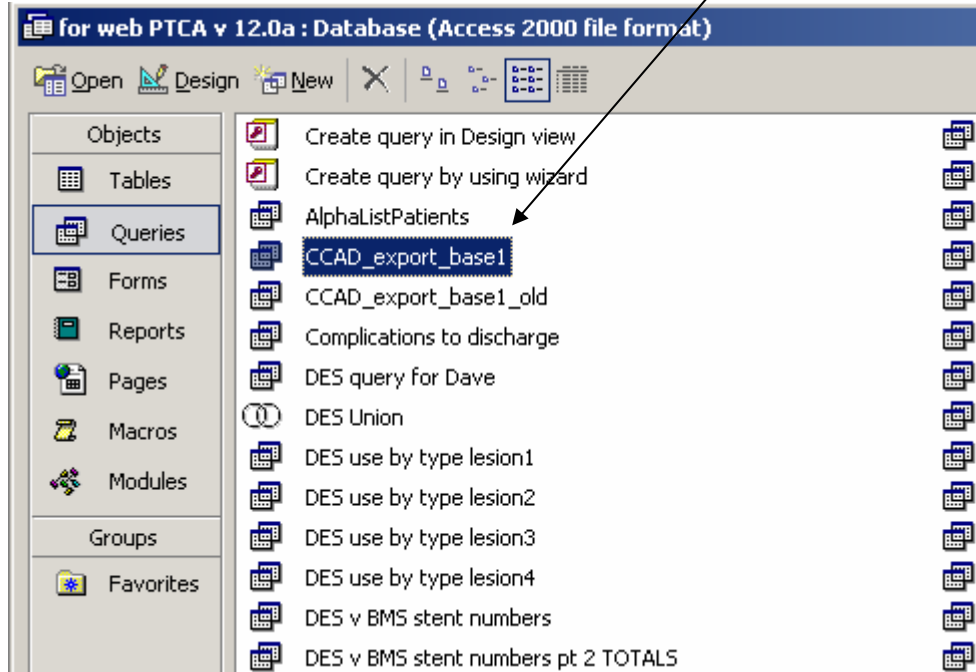 for web PTCA v 12.0a : Database (Access 2000 file format)
Open Design New
Objects
Tables
Queries
Forms
Reports
Pages
Macros
Modules
Groups
Favorites
Create query in Design view
Create query by using wizard
AlphaListPatients
CCAD_export_base1
CCAD_export_base1_old
Complications to discharge
DES query for Dave
DES Union
DES use by type lesion1
DES use by type lesion2
DES use by type lesion3
DES use by type lesion4
DES v BMS stent numbers
DES v BMS stent numbers pt 2 TOTALS